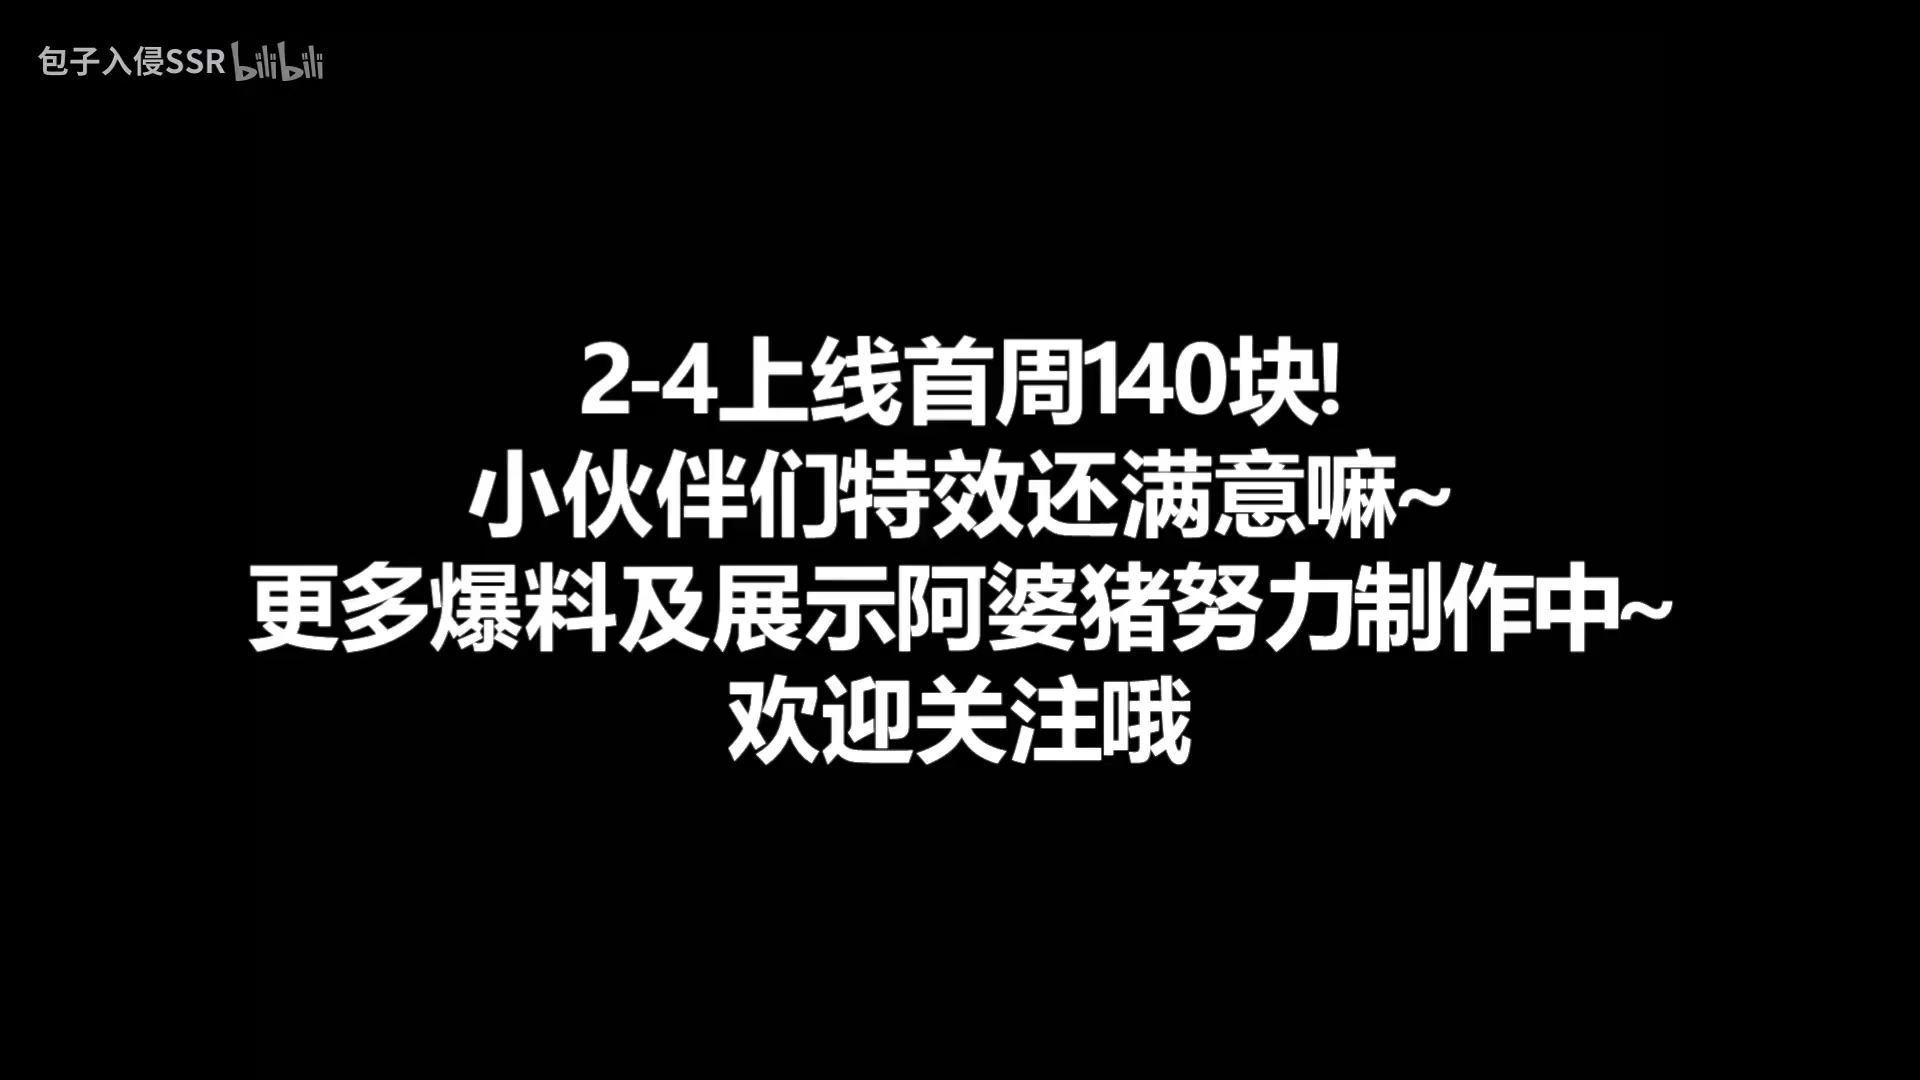 包子入侵SSR bilibili
2-4上线首周140块!
小伙伴们特效还满意嘛~
更多爆料及展示阿婆猪努力制作中~
欢迎关注哦